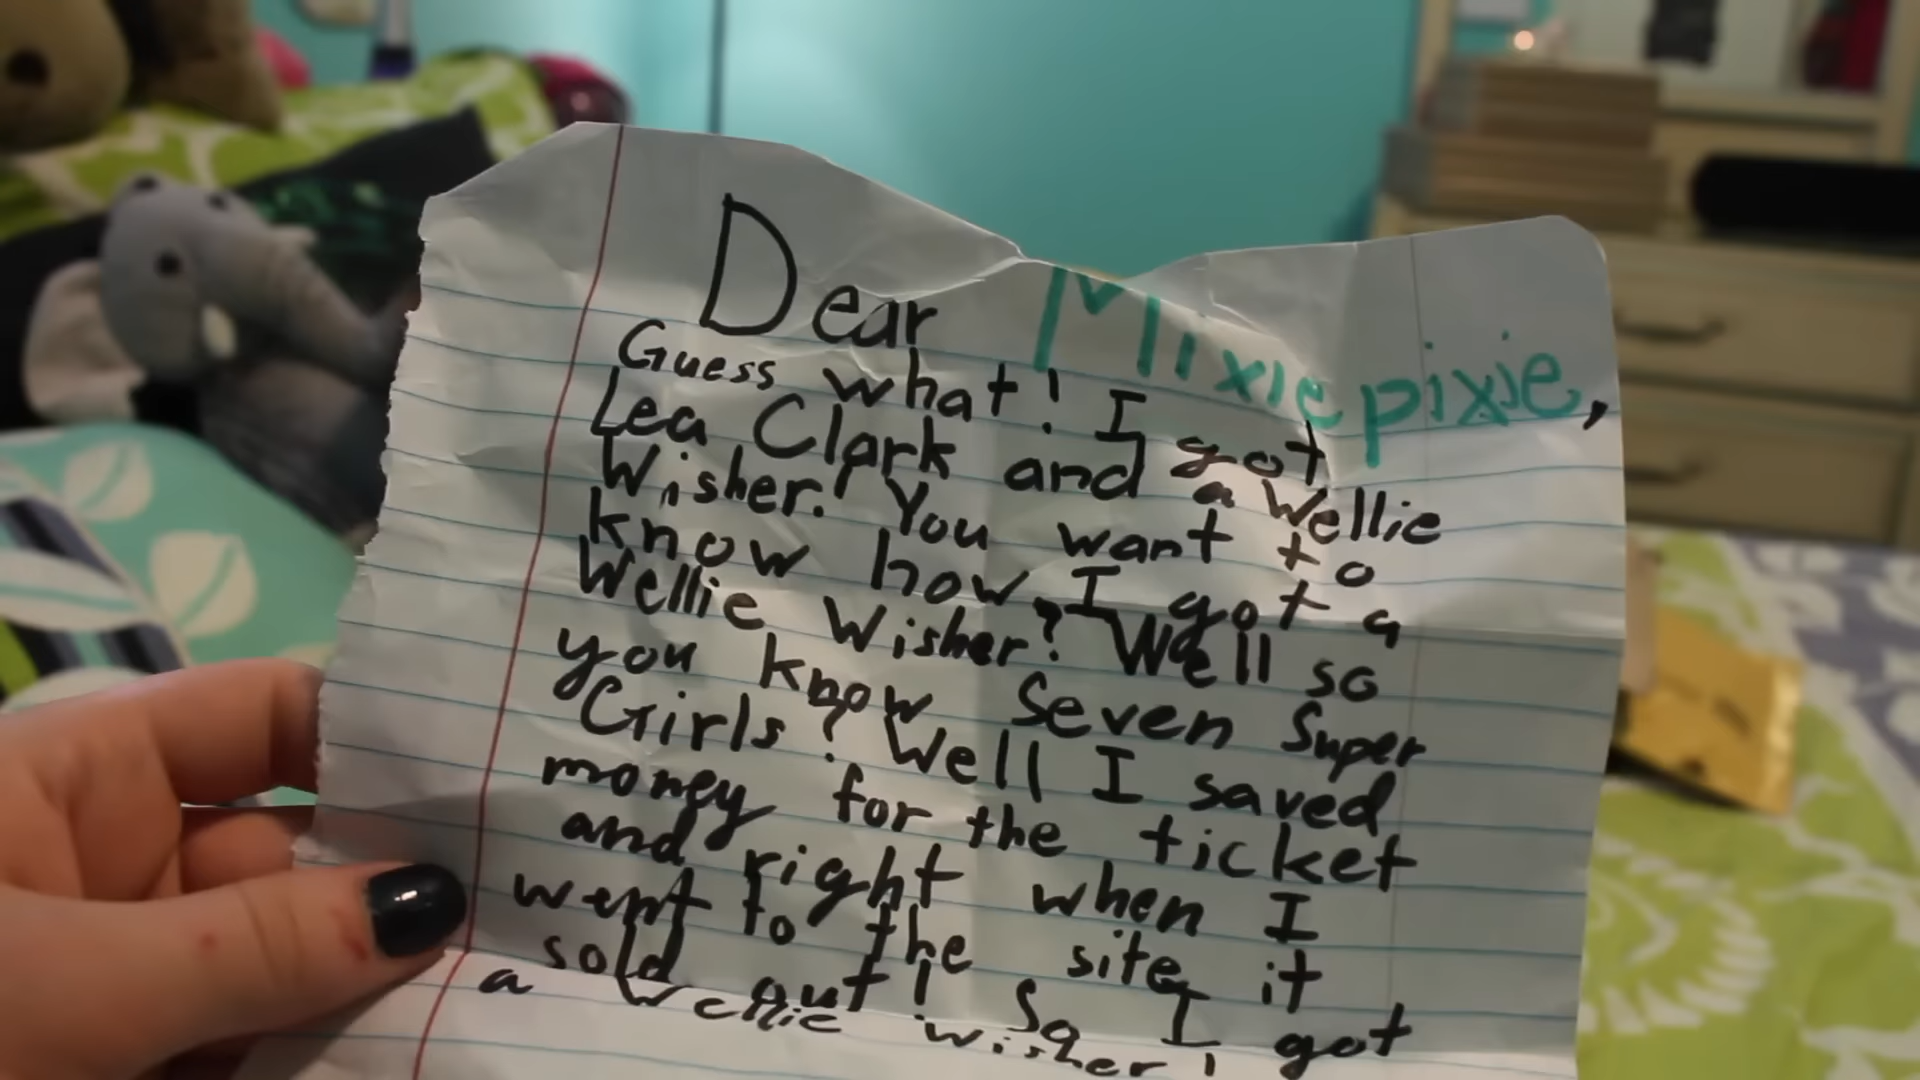 Dear Mixiepixie,
Guess what! I got
Lea Clark and a Wellie
Wisher! You want to
know how I got a
Wellie Wisher? Well so
you know Seven Super
Girls? Well I saved
money for the ticket
and right when I
went to the site, it
sold out! So I got
a Wellie Wisher!